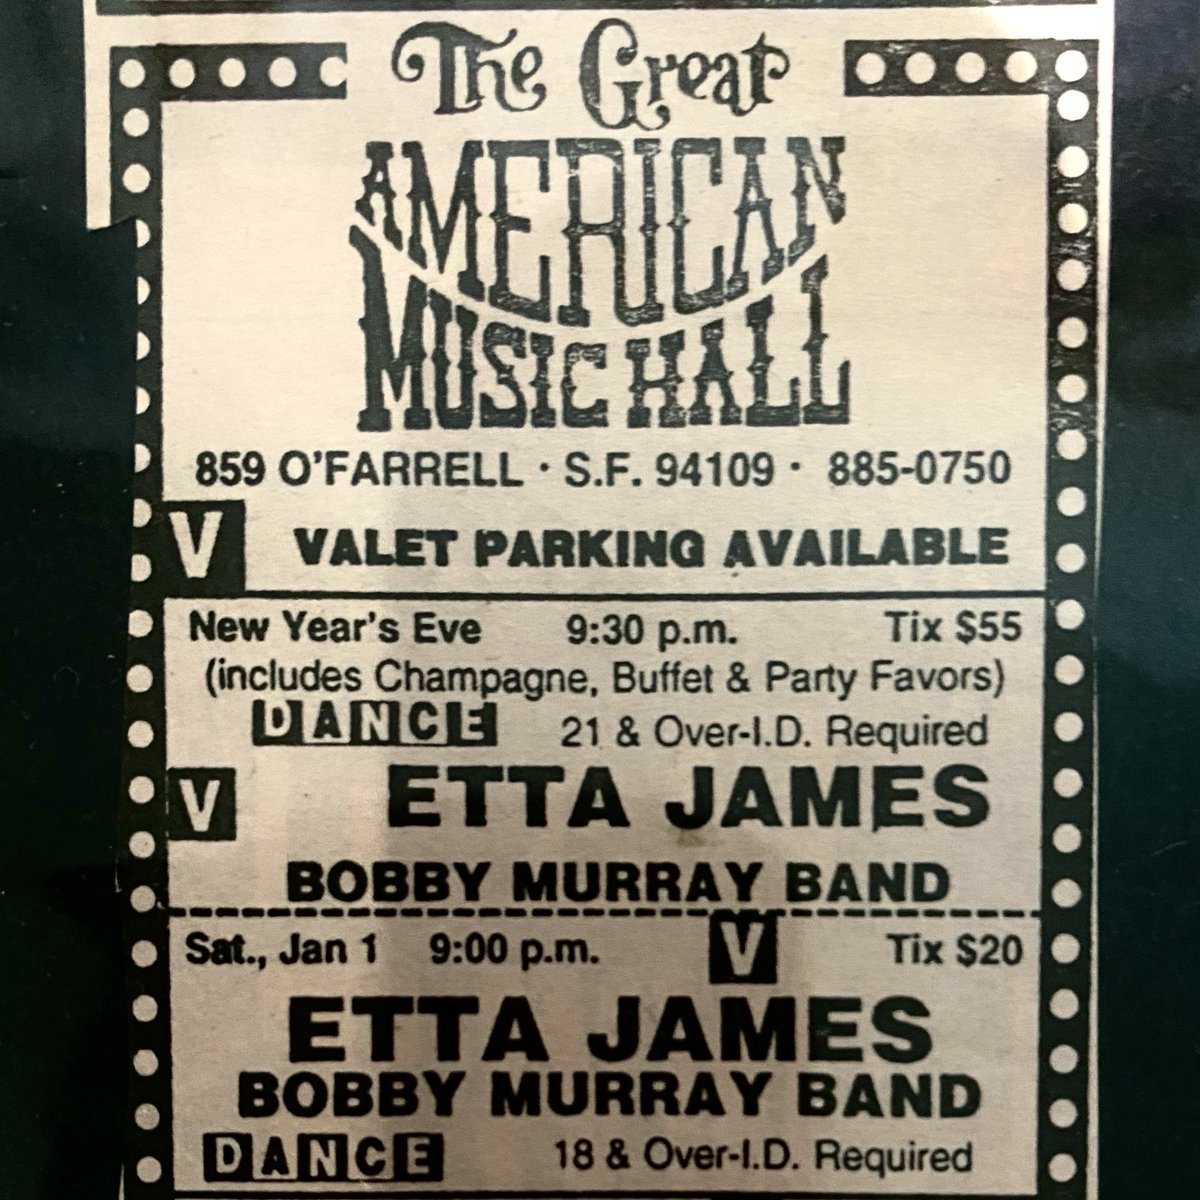 The Great
AMERICAN
MUSIC HALL
859 O'FARRELL · S.F. 94109 · 885-0750
V VALET PARKING AVAILABLE
New Year's Eve 9:30 p.m. Tix $55
(includes Champagne, Buffet & Party Favors)
DANCE 21 & Over-I.D. Required
V ETTA JAMES
BOBBY MURRAY BAND
Sat., Jan 1 9:00 p.m. V Tix $20
ETTA JAMES
BOBBY MURRAY BAND
DANCE 18 & Over-I.D. Required